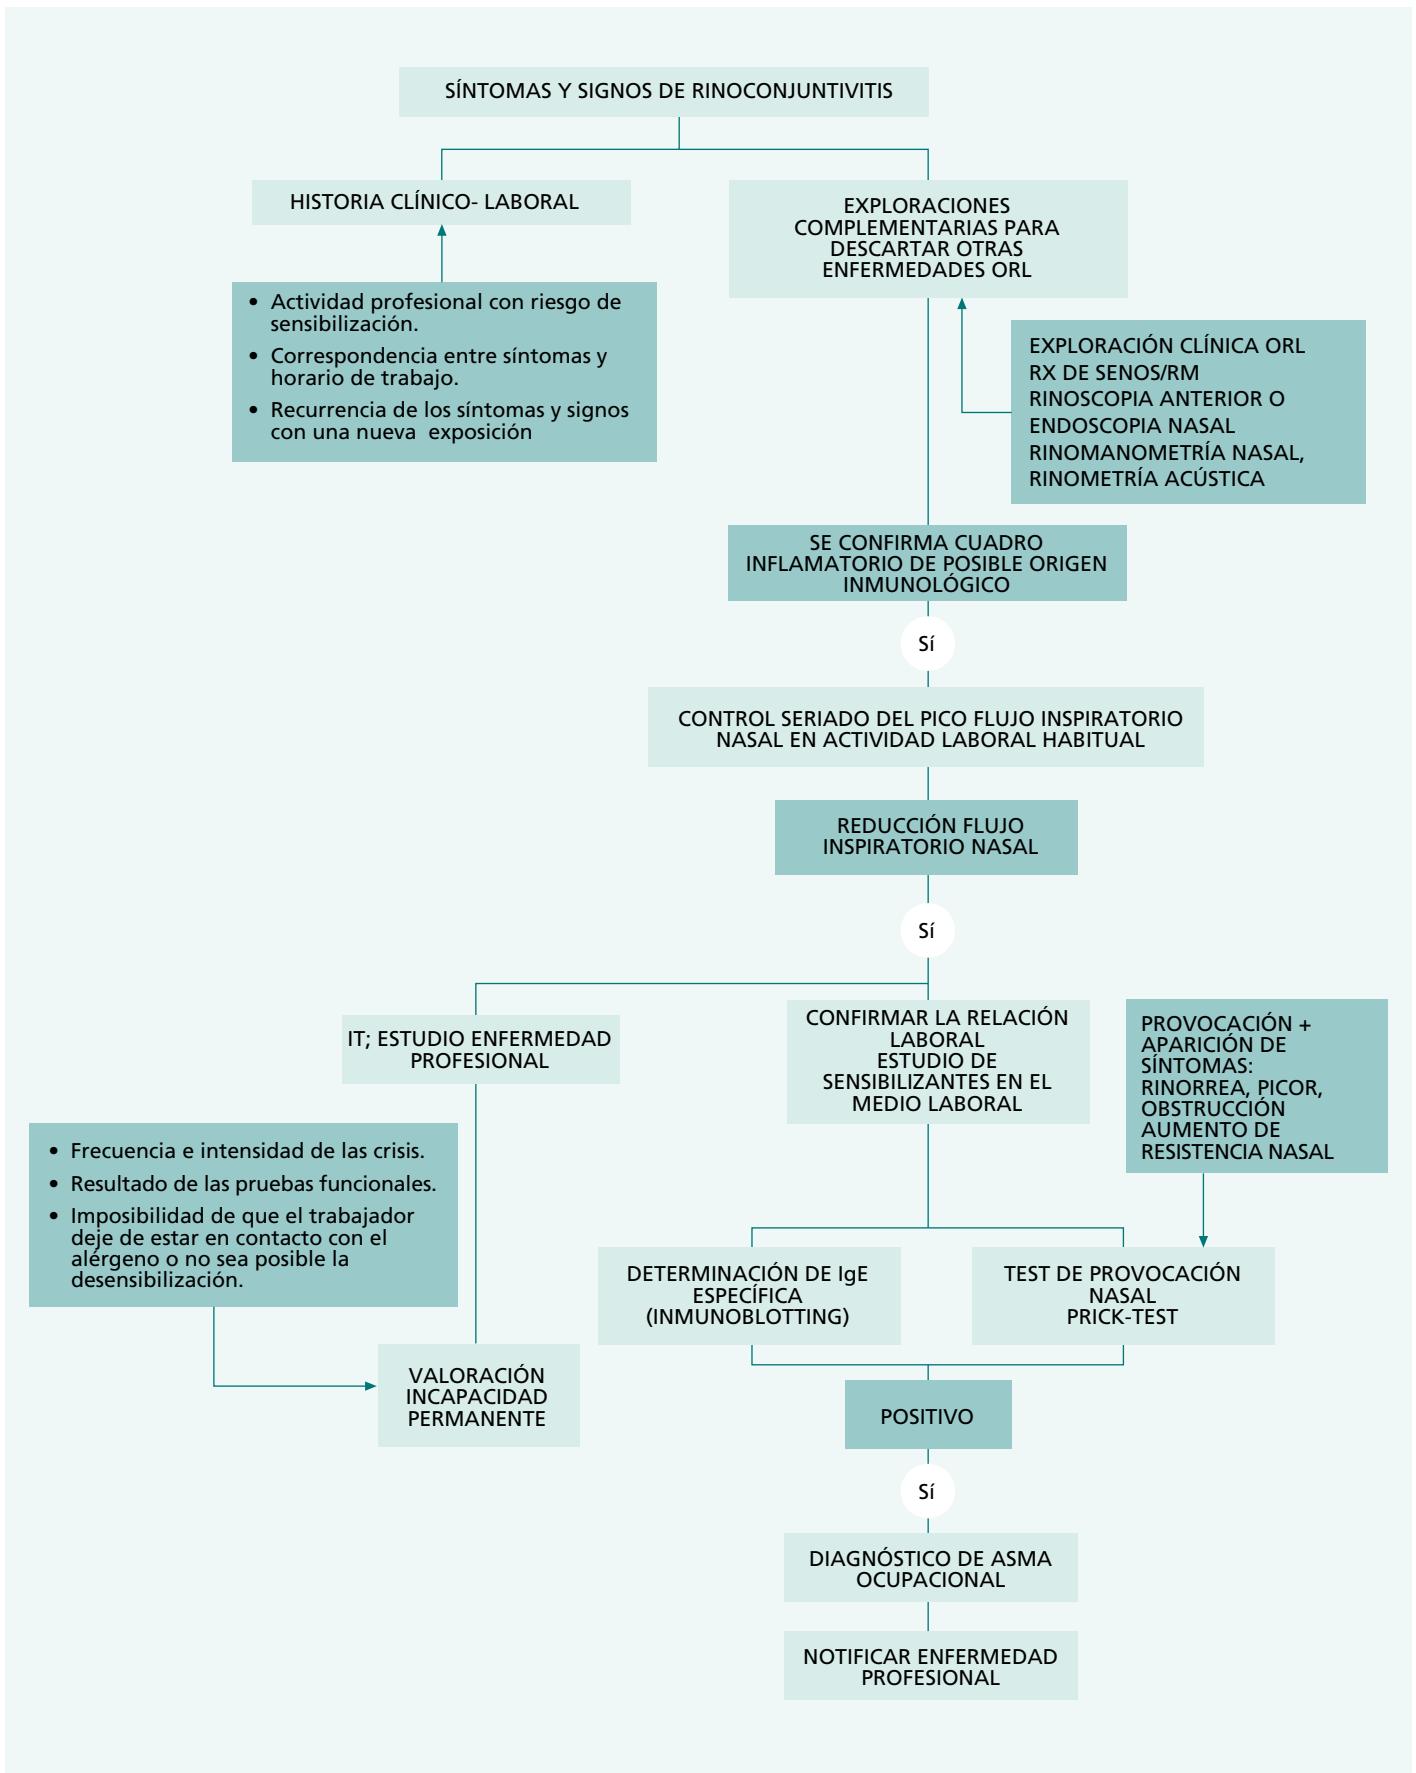 SÍNTOMAS Y SIGNOS DE RINOCONJUNTIVITIS
HISTORIA CLÍNICO- LABORAL
• Actividad profesional con riesgo de
sensibilización.
• Correspondencia entre síntomas y
horario de trabajo.
• Recurrencia de los síntomas y signos
con una nueva exposición
EXPLORACIONES
COMPLEMENTARIAS PARA
DESCARTAR OTRAS
ENFERMEDADES ORL
EXPLORACIÓN CLÍNICA ORL
RX DE SENOS/RM
RINOSCOPIA ANTERIOR O
ENDOSCOPIA NASAL
RINOMANOMETRÍA NASAL,
RINOMETRÍA ACÚSTICA
SE CONFIRMA CUADRO
INFLAMATORIO DE POSIBLE ORIGEN
INMUNOLÓGICO
Sí
CONTROL SERIADO DEL PICO FLUJO INSPIRATORIO
NASAL EN ACTIVIDAD LABORAL HABITUAL
REDUCCIÓN FLUJO
INSPIRATORIO NASAL
Sí
IT; ESTUDIO ENFERMEDAD
PROFESIONAL
• Frecuencia e intensidad de las crisis.
• Resultado de las pruebas funcionales.
• Imposibilidad de que el trabajador
deje de estar en contacto con el
alérgeno o no sea posible la
desensibilización.
VALORACIÓN
INCAPACIDAD
PERMANENTE
CONFIRMAR LA RELACIÓN
LABORAL
ESTUDIO DE
SENSIBILIZANTES EN EL
MEDIO LABORAL
PROVOCACIÓN +
APARICIÓN DE
SÍNTOMAS:
RINORREA, PICOR,
OBSTRUCCIÓN
AUMENTO DE
RESISTENCIA NASAL
DETERMINACIÓN DE IgE
ESPECÍFICA
(INMUNOBLOTTING)
TEST DE PROVOCACIÓN
NASAL
PRICK-TEST
POSITIVO
Sí
DIAGNÓSTICO DE ASMA
OCUPACIONAL
NOTIFICAR ENFERMEDAD
PROFESIONAL